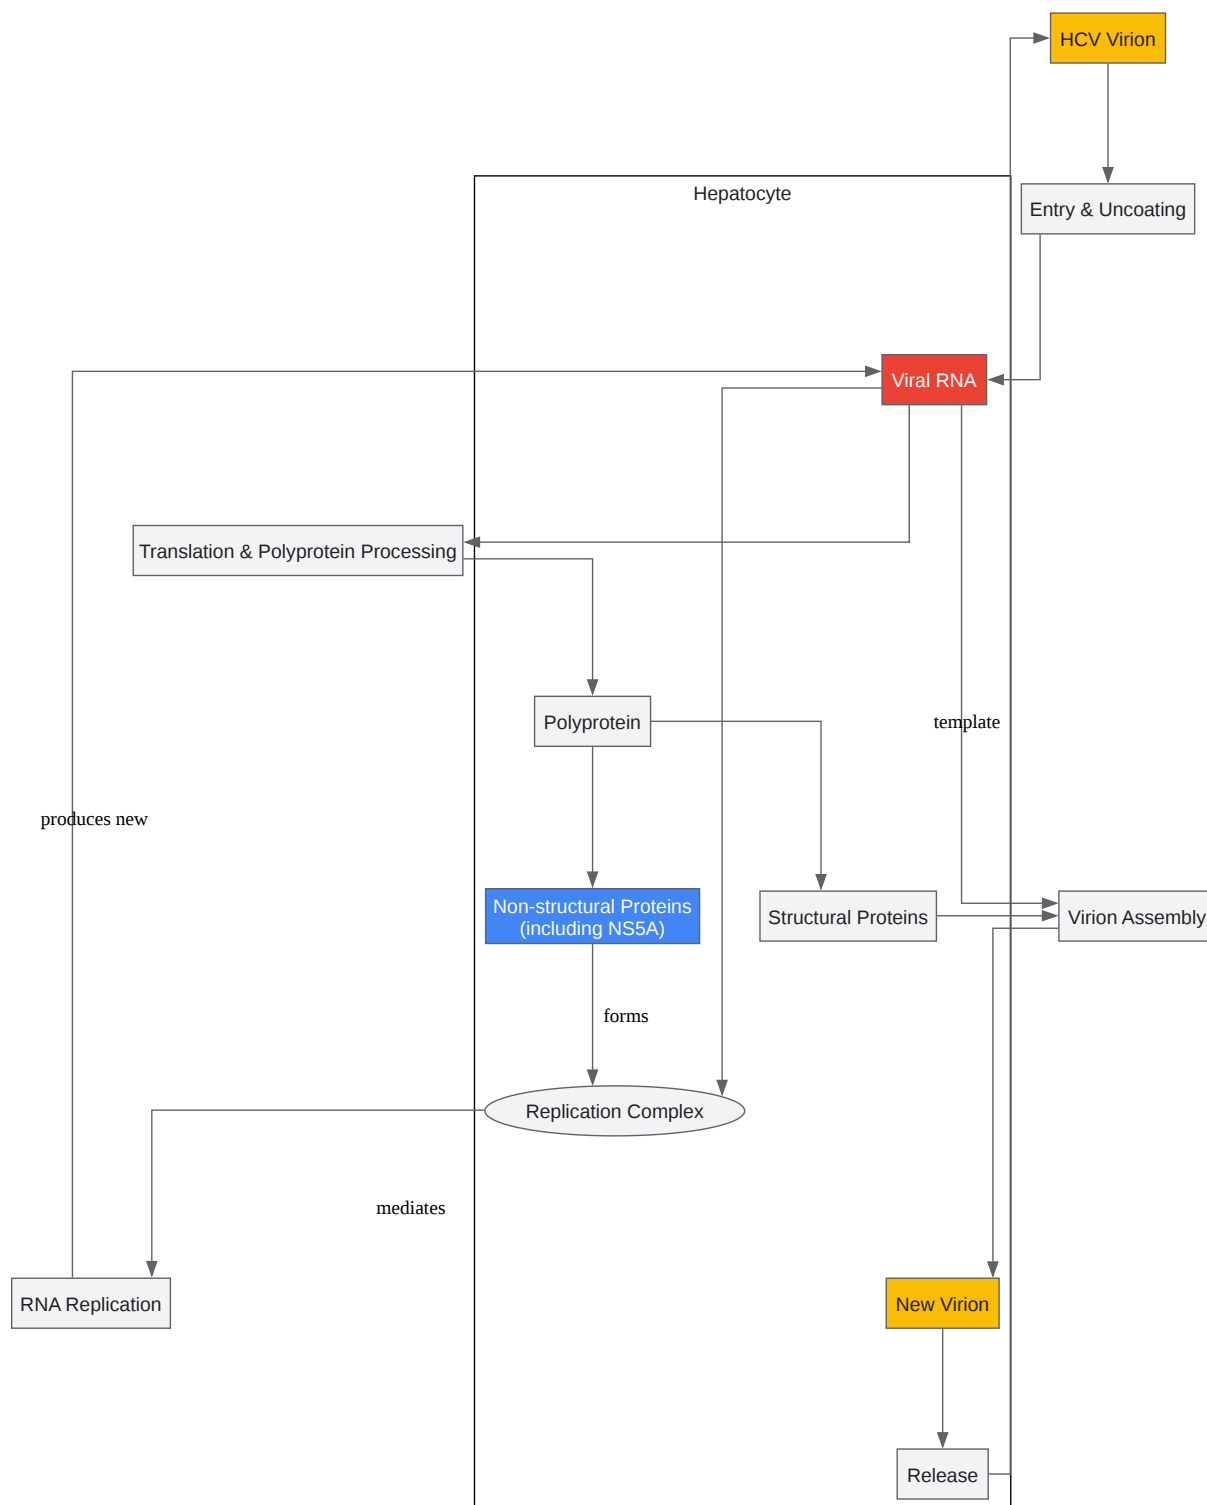 HCV Virion
Hepatocyte
Entry & Uncoating
Viral RNA
Translation & Polyprotein Processing
Polyprotein
template
produces new
Non-structural Proteins
(including NS5A)
Structural Proteins
Virion Assembly
forms
Replication Complex
mediates
RNA Replication
New Virion
Release